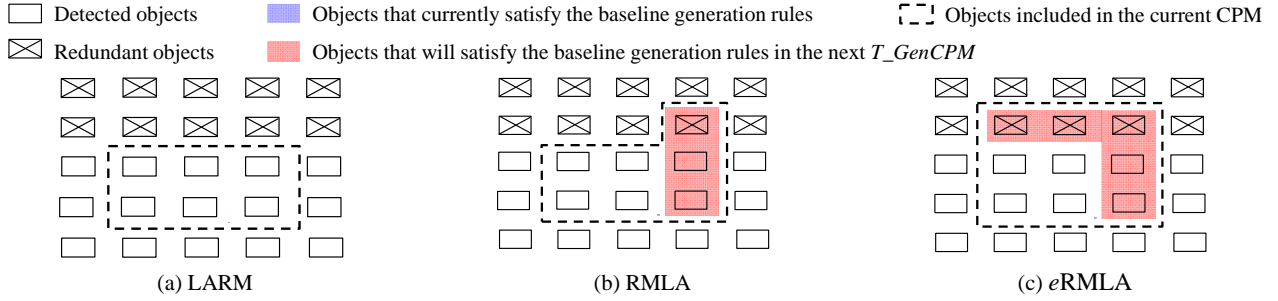 Detected objects
Objects that currently satisfy the baseline generation rules
Objects included in the current CPM
Redundant objects
Objects that will satisfy the baseline generation rules in the next T_GenCPM
(a) LARM
(b) RMLA
(c) eRMLA